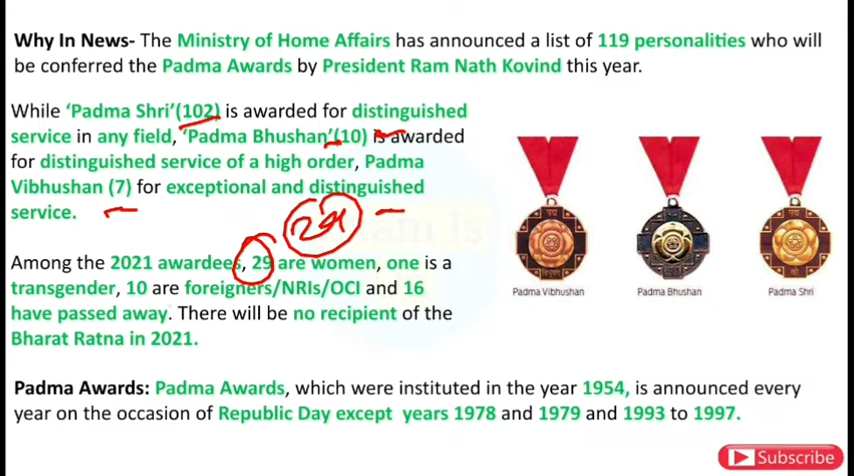 Why In News- The Ministry of Home Affairs has announced a list of 119 personalities who will
be conferred the Padma Awards by President Ram Nath Kovind this year.
While ‘Padma Shri’(102) is awarded for distinguished
service in any field, ‘Padma Bhushan’(10) is awarded
for distinguished service of a high order, Padma
Vibhushan (7) for exceptional and distinguished
service.
29
Among the 2021 awardees, 29 are women, one is a
transgender, 10 are foreigners/NRIs/OCI and 16
have passed away. There will be no recipient of the
Bharat Ratna in 2021.
Padma Vibhushan
Padma Bhushan
Padma Shri
Padma Awards: Padma Awards, which were instituted in the year 1954, is announced every
year on the occasion of Republic Day except years 1978 and 1979 and 1993 to 1997.
Subscribe